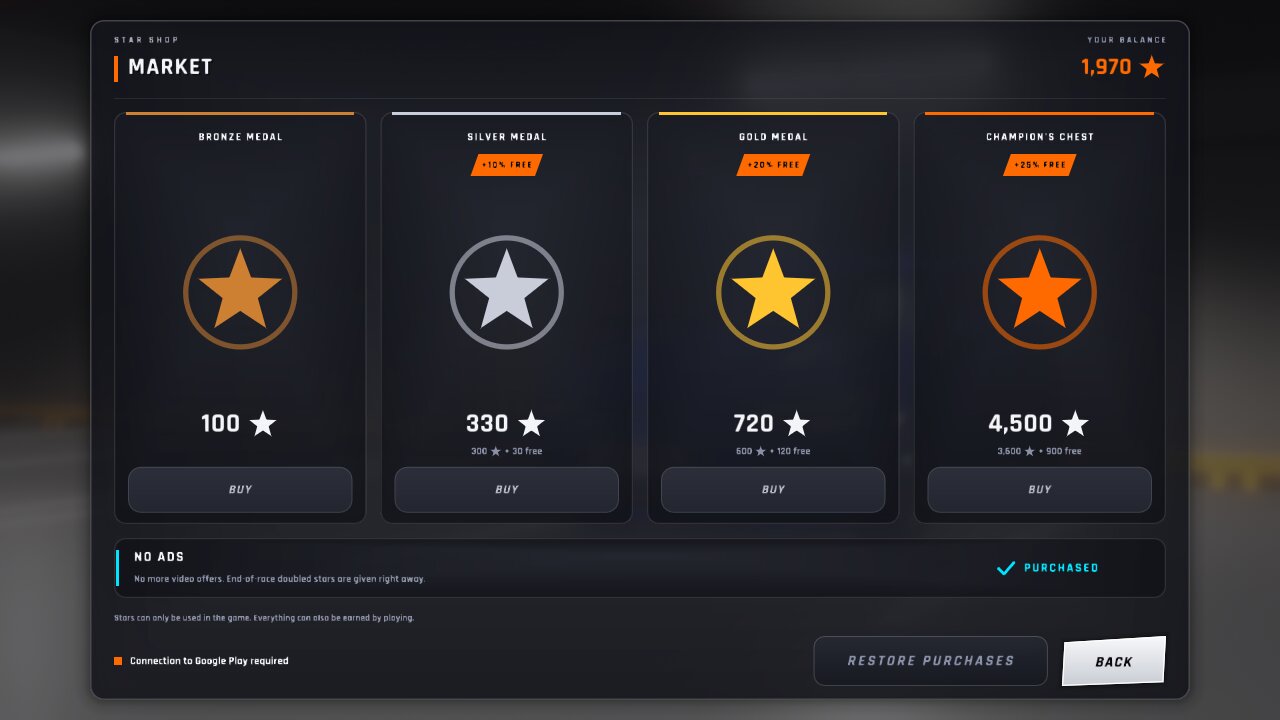 STAR SHOP
MARKET
YOUR BALANCE
1,970
BRONZE MEDAL
100
BUY
SILVER MEDAL
+10% FREE
330
300 ★ + 30 free
BUY
GOLD MEDAL
+20% FREE
720
600 ★ + 120 free
BUY
CHAMPION'S CHEST
+25% FREE
4,500
3,600 ★ + 900 free
BUY
NO ADS
No more video offers. End-of-race doubled stars are given right away.
PURCHASED
Stars can only be used in the game. Everything can also be earned by playing.
Connection to Google Play required
RESTORE PURCHASES
BACK